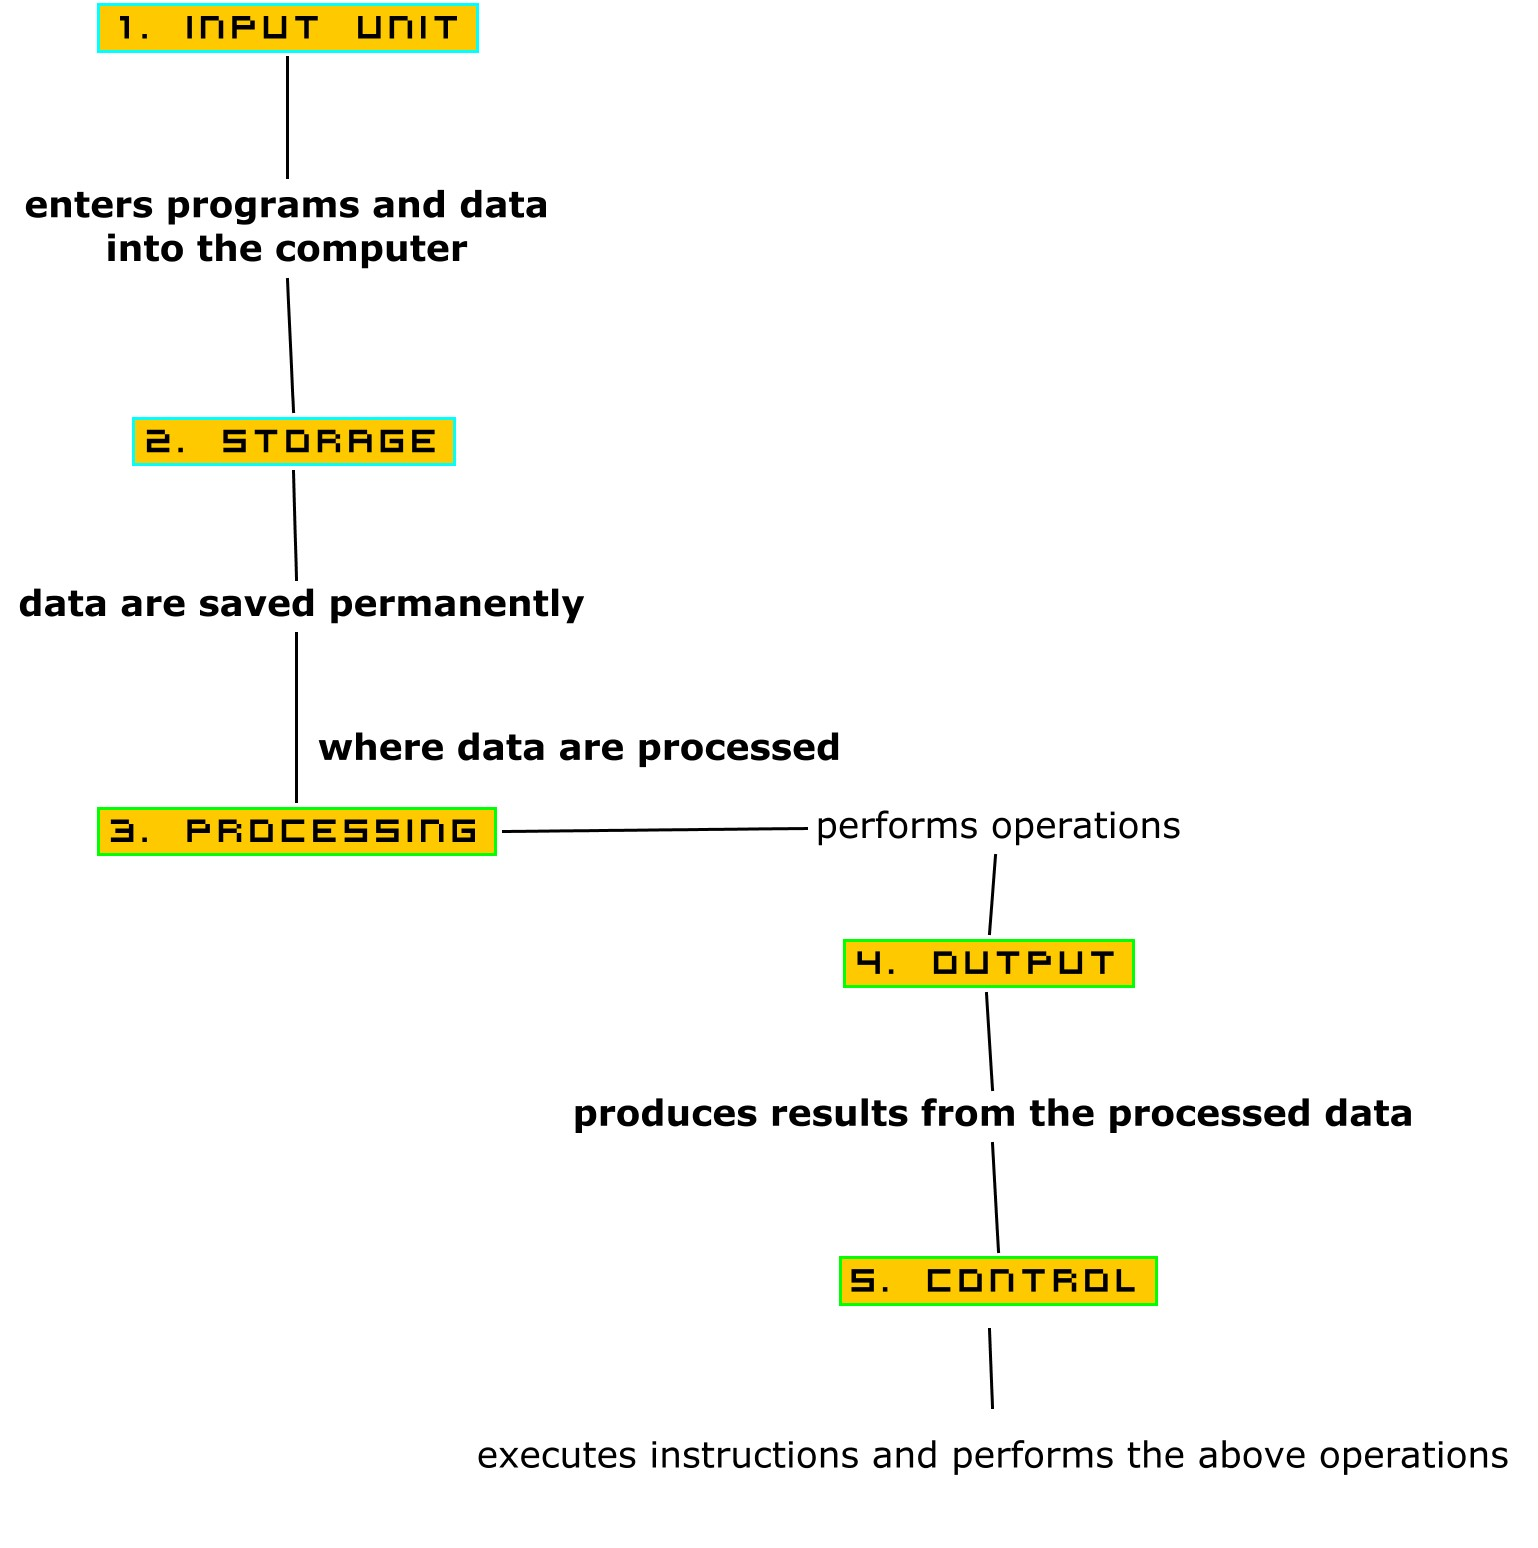 1. INPUT UNIT
enters programs and data
into the computer
2. STORAGE
data are saved permanently
where data are processed
3. PROCESSING
performs operations
4. OUTPUT
produces results from the processed data
5. CONTROL
executes instructions and performs the above operations